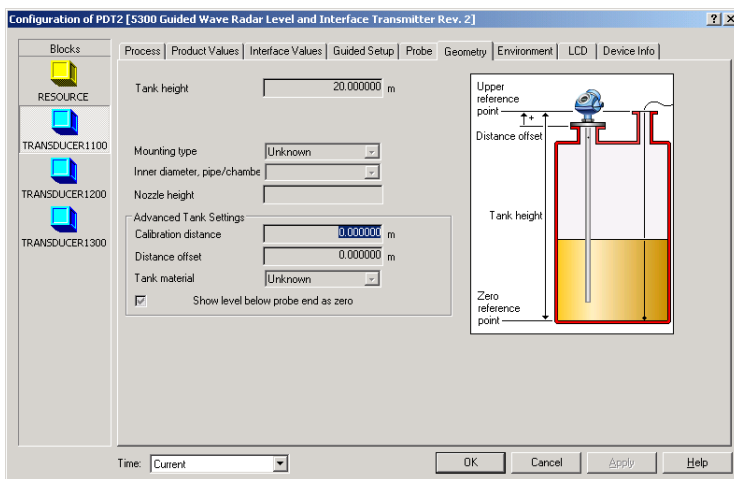 Configuration of PDT2 [5300 Guided Wave Radar Level and Interface Transmitter Rev. 2]
Blocks
RESOURCE
TRANSDUCER1100
TRANSDUCER1200
TRANSDUCER1300
Process Product Values Interface Values Guided Setup Probe Geometry Environment LCD Device Info
Tank height 20.000000 m
Mounting type Unknown
Inner diameter, pipe/chambe
Nozzle height
Advanced Tank Settings
Calibration distance 0.000000 m
Distance offset 0.000000 m
Tank material Unknown
Show level below probe end as zero
Upper
reference
point
+
Distance offset
Tank height
Zero
reference
point
Time: Current
OK Cancel Apply Help